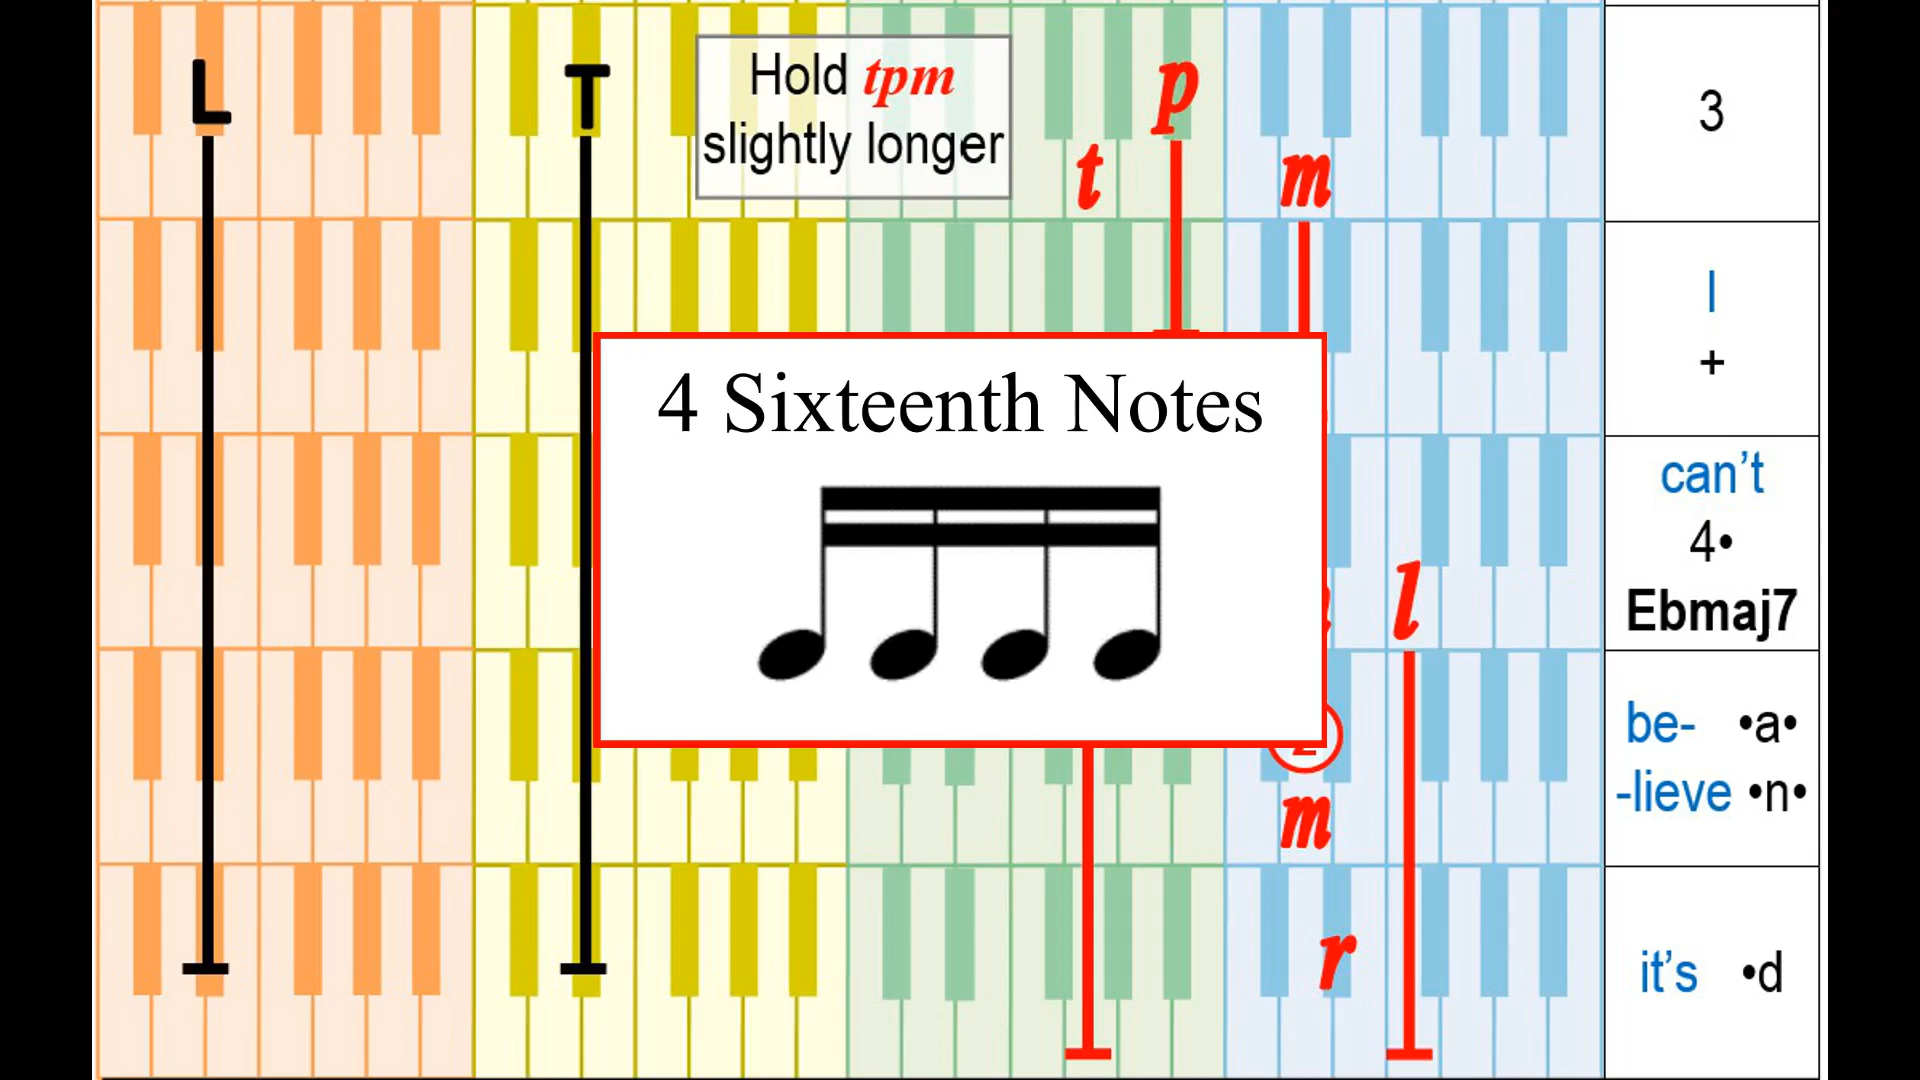 L
T
Hold tpm
slightly longer
p
t
m
3
I
+
4 Sixteenth Notes
can't
4•
Ebmaj7
l
be- •a•
-lieve •n•
m
it's •d
r